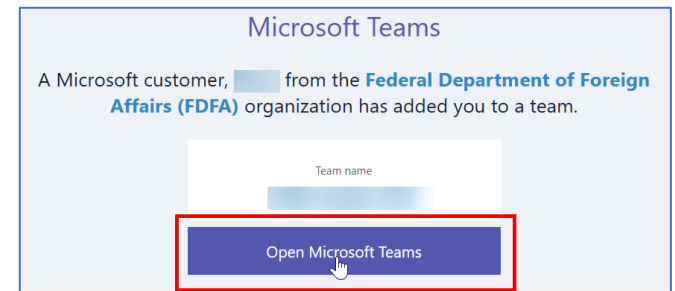 Microsoft Teams
A Microsoft customer, from the Federal Department of Foreign
Affairs (FDFA) organization has added you to a team.
Team name
Open Microsoft Teams